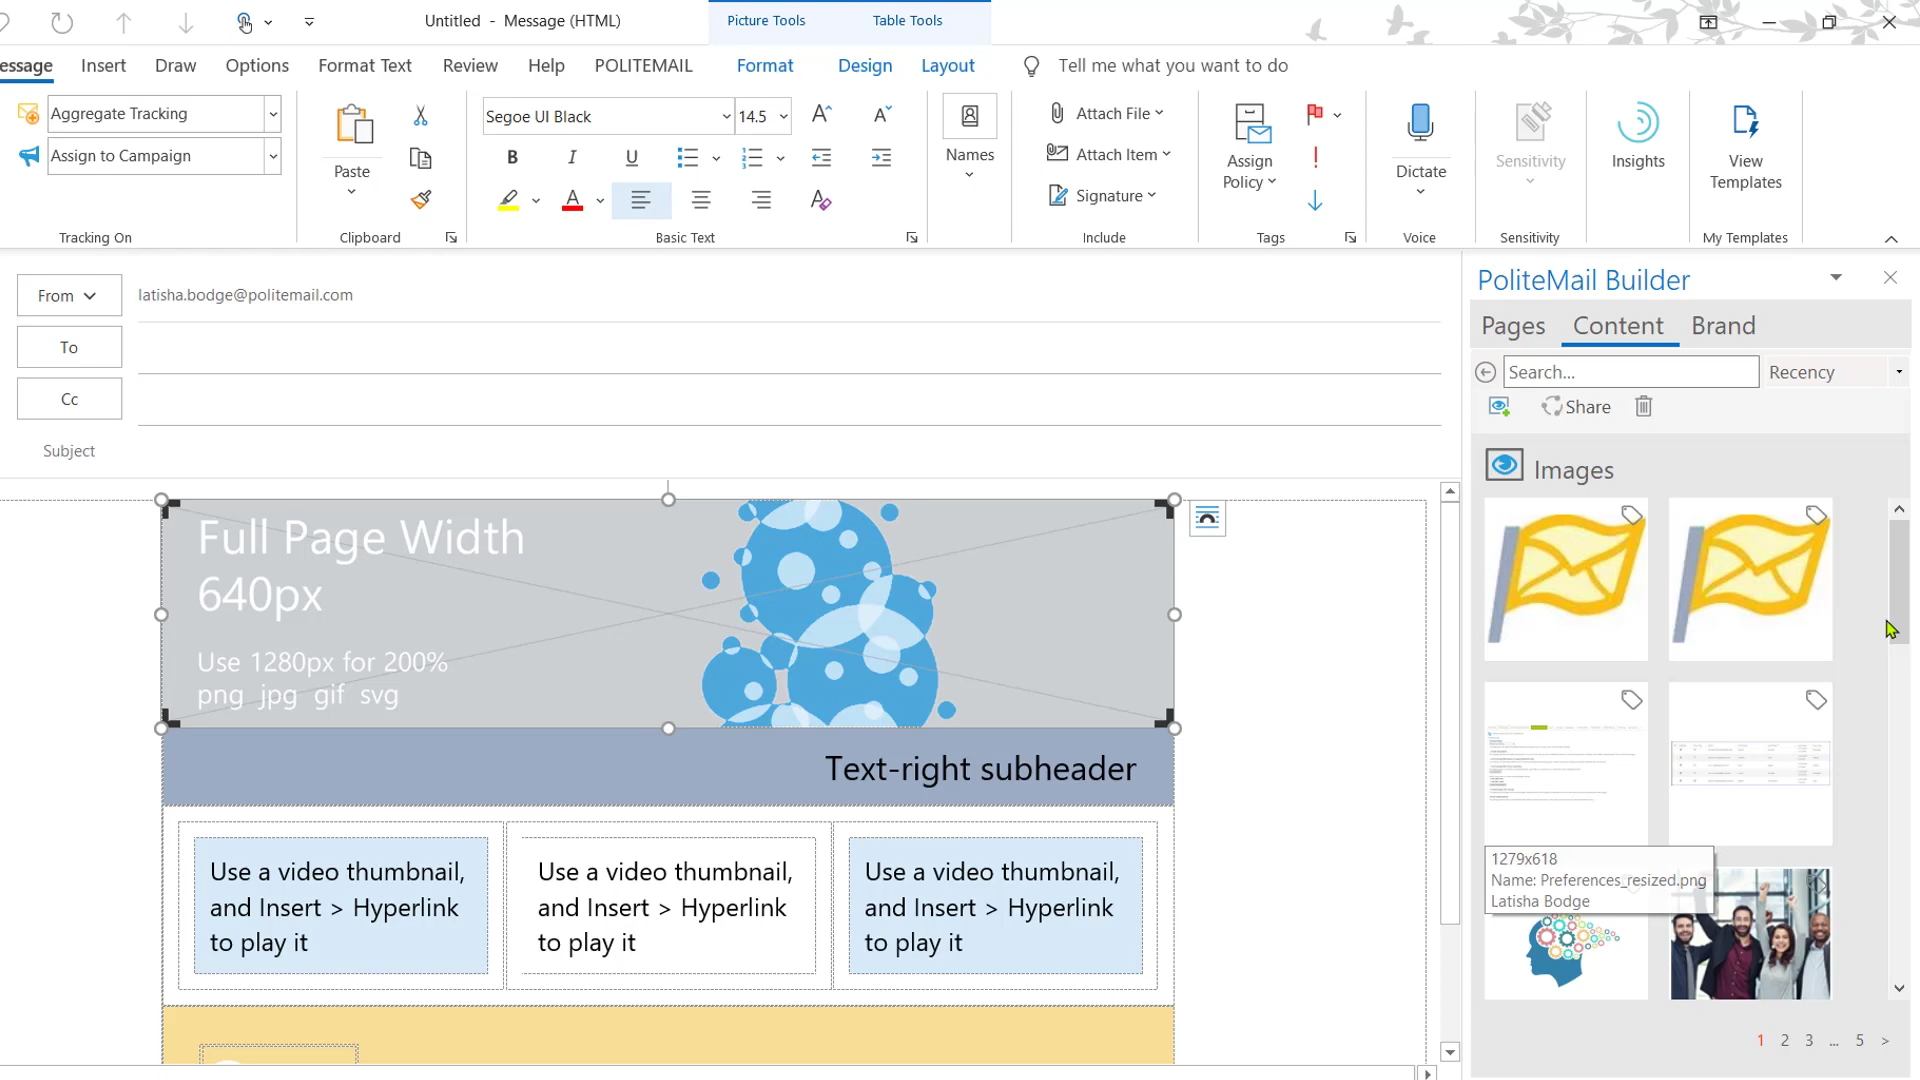 Untitled - Message (HTML)
Picture Tools
Table Tools
essage
Insert
Draw
Options
Format Text
Review
Help
POLITEMAIL
Format
Design
Layout
Tell me what you want to do
Aggregate Tracking
Assign to Campaign
Tracking On
Paste
Clipboard
Segoe UI Black
14.5
B I U
Basic Text
Names
Attach File
Attach Item
Signature
Include
Assign
Policy
Tags
Dictate
Voice
Sensitivity
Sensitivity
Insights
View
Templates
My Templates
From
latisha.bodge@politemail.com
To
Cc
Subject
Full Page Width
640px
Use 1280px for 200%
png jpg gif svg
Text-right subheader
Use a video thumbnail,
and Insert > Hyperlink
to play it
Use a video thumbnail,
and Insert > Hyperlink
to play it
Use a video thumbnail,
and Insert > Hyperlink
to play it
PoliteMail Builder
Pages
Content
Brand
Search...
Recency
Share
Images
1279x618
Name: Preferences_resized.png
Latisha Bodge
1 2 3 ... 5 >